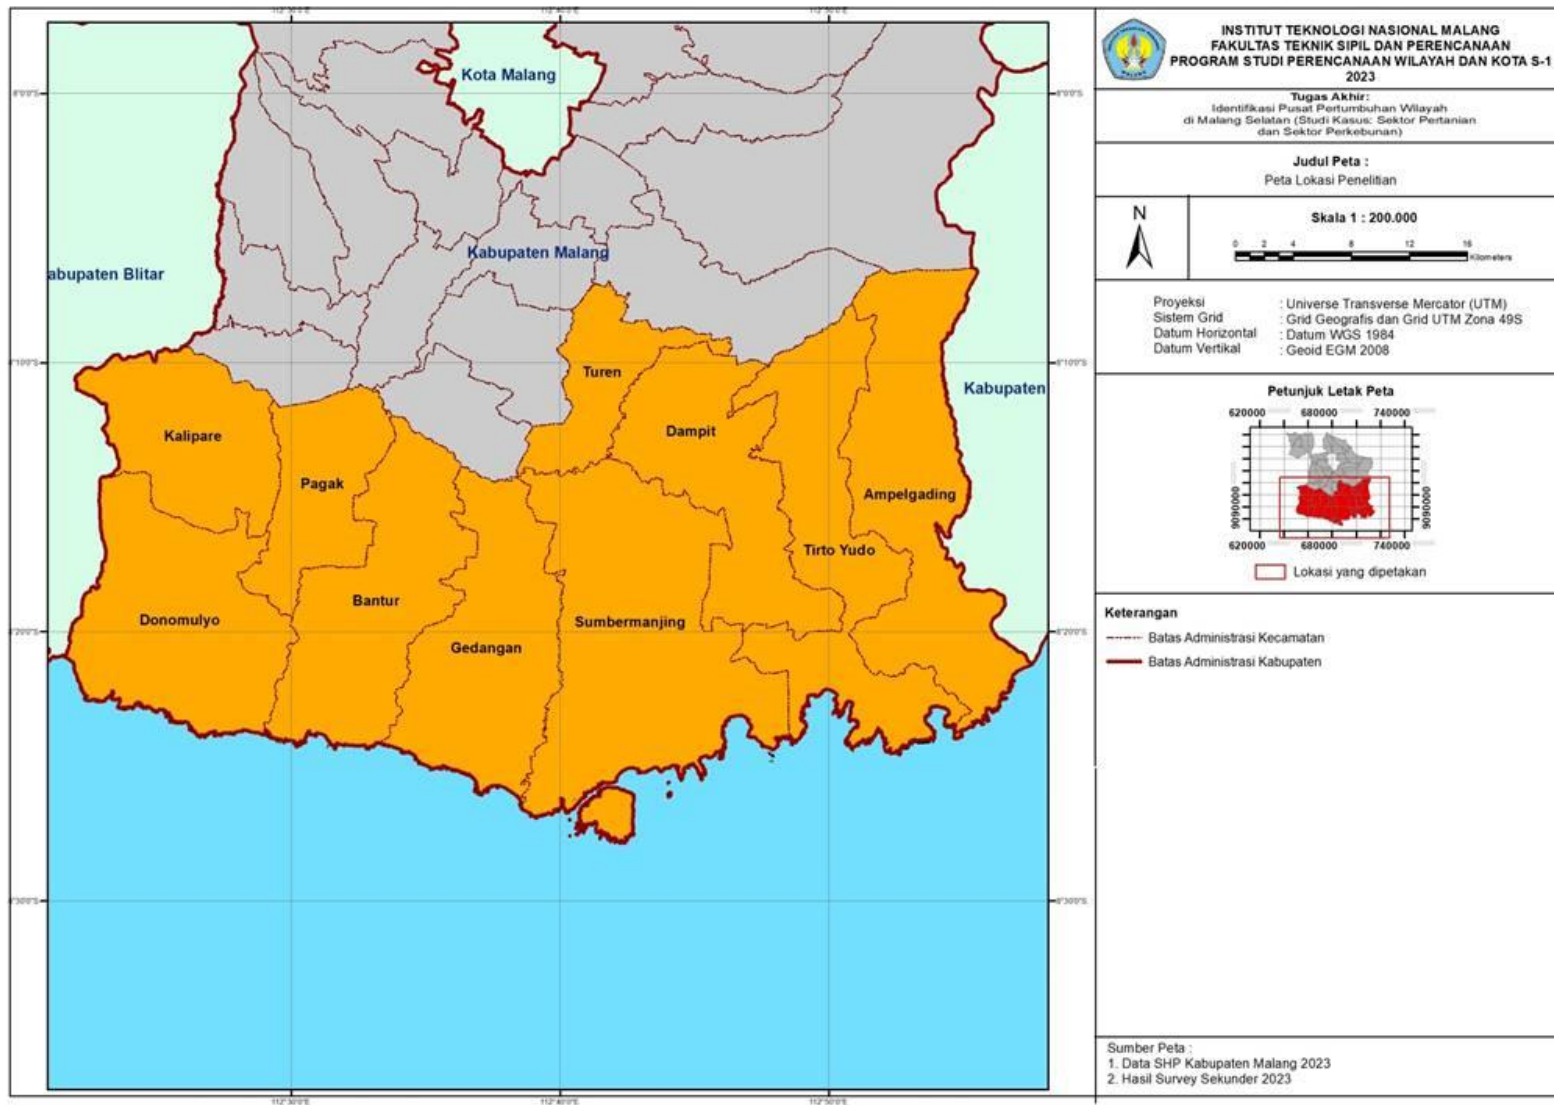 INSTITUT TEKNOLOGI NASIONAL MALANG
FAKULTAS TEKNIK SIPIL DAN PERENCANAAN
PROGRAM STUDI PERENCANAAN WILAYAH DAN KOTA S-1
2023
Tugas Akhir:
Identifikasi Pusat Pertumbuhan Wilayah
di Malang Selatan (Studi Kasus: Sektor Pertanian
dan Sektor Perkebunan)
Judul Peta :
Peta Lokasi Penelitian
N
Skala 1 : 200.000
0 2 4 8 12 16
Kilometers
Proyeksi : Universe Transverse Mercator (UTM)
Sistem Grid : Grid Geografis dan Grid UTM Zona 49S
Datum Horizontal : Datum WGS 1984
Datum Vertikal : Geoid EGM 2008
Petunjuk Letak Peta
620000 680000 740000
9090000 9090000
620000 680000 740000
Lokasi yang dipetakan
Keterangan
Batas Administrasi Kecamatan
Batas Administrasi Kabupaten
Sumber Peta :
1. Data SHP Kabupaten Malang 2023
2. Hasil Survey Sekunder 2023
Kota Malang
Kabupaten Malang
abupaten Blitar
Kabupaten
Turen
Kalipare
Dampit
Pagak
Ampelgading
Tirto Yudo
Bantur
Donomulyo
Sumbermanjing
Gedangan